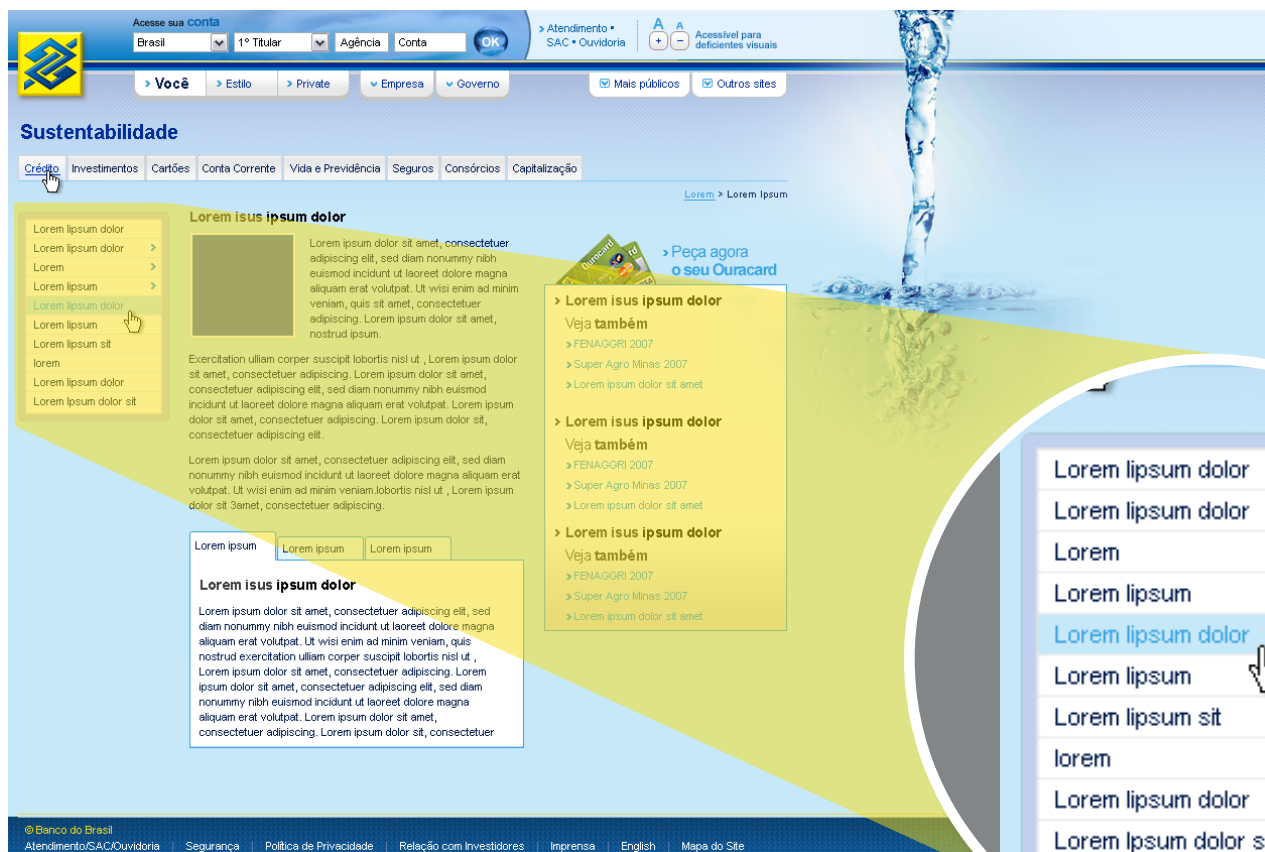 Acesse sua conta
Brasil 1º Titular Agência Conta OK
Atendimento •
SAC • Ouvidoria
A A
+ −
Acessível para
deficientes visuais
Você Estilo Private Empresa Governo Mais públicos Outros sites
Sustentabilidade
Crédito Investimentos Cartões Conta Corrente Vida e Previdência Seguros Consórcios Capitalização
Lorem > Lorem Ipsum
Lorem lipsum dolor
Lorem lipsum dolor
Lorem
Lorem lipsum
Lorem lipsum dolor
Lorem lipsum
Lorem lipsum sit
lorem
Lorem lipsum dolor
Lorem Ipsum dolor sit
Lorem isus ipsum dolor
Lorem ipsum dolor sit amet, consectetuer
adipiscing elit, sed diam nonummy nibh
euismod incidunt ut laoreet dolore magna
aliquam erat volutpat. Ut wisi enim ad minim
veniam, quis sit amet, consectetuer
adipiscing. Lorem ipsum dolor sit amet,
nostrud ipsum.
Exercitation ulliam corper suscipit lobortis nisl ut , Lorem ipsum dolor
sit amet, consectetuer adipiscing. Lorem ipsum dolor sit amet,
consectetuer adipiscing elit, sed diam nonummy nibh euismod
incidunt ut laoreet dolore magna aliquam erat volutpat. Lorem ipsum
dolor sit amet, consectetuer adipiscing. Lorem ipsum dolor sit,
consectetuer adipiscing elit.
Lorem ipsum dolor sit amet, consectetuer adipiscing elit, sed diam
nonummy nibh euismod incidunt ut laoreet dolore magna aliquam erat
volutpat. Ut wisi enim ad minim veniam.lobortis nisl ut , Lorem ipsum
dolor sit 3amet, consectetuer adipiscing.
Lorem ipsum Lorem ipsum Lorem ipsum
Lorem isus ipsum dolor
Lorem ipsum dolor sit amet, consectetuer adipiscing elit, sed
diam nonummy nibh euismod incidunt ut laoreet dolore magna
aliquam erat volutpat. Ut wisi enim ad minim veniam, quis
nostrud exercitation ulliam corper suscipit lobortis nisl ut ,
Lorem ipsum dolor sit amet, consectetuer adipiscing. Lorem
ipsum dolor sit amet, consectetuer adipiscing elit, sed diam
nonummy nibh euismod incidunt ut laoreet dolore magna
aliquam erat volutpat. Lorem ipsum dolor sit amet,
consectetuer adipiscing. Lorem ipsum dolor sit, consectetuer
Ourocard
Peça agora
o seu Ouracard
Lorem isus ipsum dolor
Veja também
FENAGGRI 2007
Super Agro Minas 2007
Lorem ipsum dolor sit amet
Lorem isus ipsum dolor
Veja também
FENAGGRI 2007
Super Agro Minas 2007
Lorem ipsum dolor sit amet
Lorem isus ipsum dolor
Veja também
FENAGGRI 2007
Super Agro Minas 2007
Lorem ipsum dolor sit amet
Lorem lipsum dolor
Lorem lipsum dolor
Lorem
Lorem lipsum
Lorem lipsum dolor
Lorem lipsum
Lorem lipsum sit
lorem
Lorem lipsum dolor
Lorem Ipsum dolor s
© Banco do Brasil
Atendimento/SAC/Ouvidoria | Segurança | Política de Privacidade | Relação com Investidores | Imprensa | English | Mapa do Site